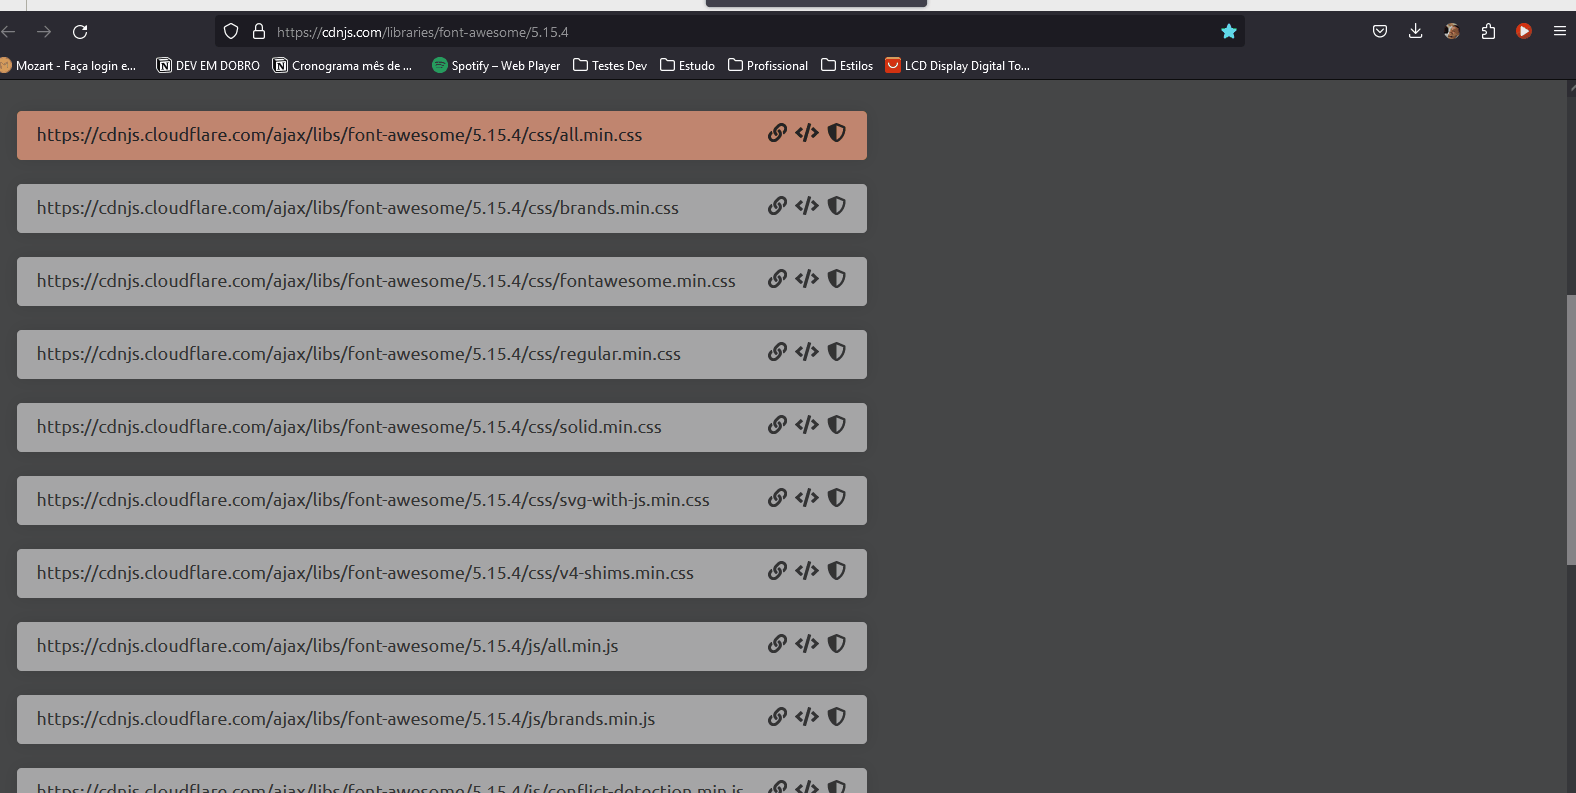 https://cdnjs.com/libraries/font-awesome/5.15.4
Mozart - Faça login e... DEV EM DOBRO Cronograma mês de ... Spotify – Web Player Testes Dev Estudo Profissional Estilos LCD Display Digital To...
https://cdnjs.cloudflare.com/ajax/libs/font-awesome/5.15.4/css/all.min.css
https://cdnjs.cloudflare.com/ajax/libs/font-awesome/5.15.4/css/brands.min.css
https://cdnjs.cloudflare.com/ajax/libs/font-awesome/5.15.4/css/fontawesome.min.css
https://cdnjs.cloudflare.com/ajax/libs/font-awesome/5.15.4/css/regular.min.css
https://cdnjs.cloudflare.com/ajax/libs/font-awesome/5.15.4/css/solid.min.css
https://cdnjs.cloudflare.com/ajax/libs/font-awesome/5.15.4/css/svg-with-js.min.css
https://cdnjs.cloudflare.com/ajax/libs/font-awesome/5.15.4/css/v4-shims.min.css
https://cdnjs.cloudflare.com/ajax/libs/font-awesome/5.15.4/js/all.min.js
https://cdnjs.cloudflare.com/ajax/libs/font-awesome/5.15.4/js/brands.min.js
https://cdnjs.cloudflare.com/ajax/libs/font-awesome/5.15.4/js/conflict-detection.min.js